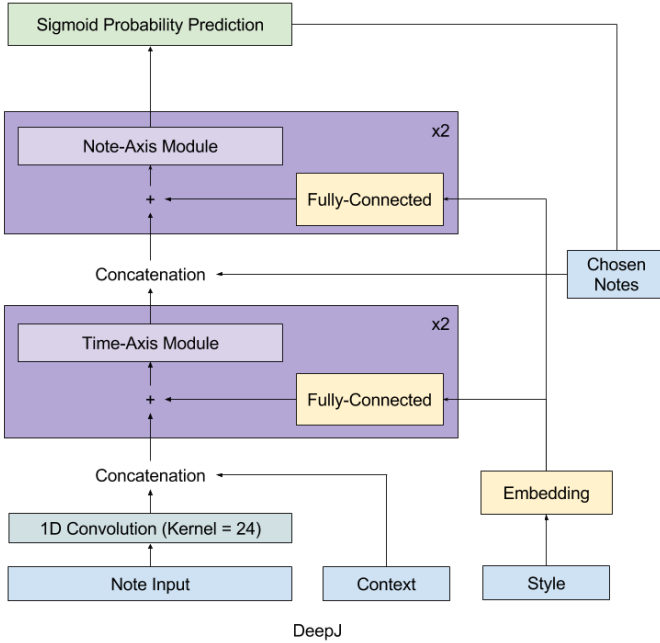 Sigmoid Probability Prediction
x2
Note-Axis Module
+
Fully-Connected
Concatenation
Chosen
Notes
x2
Time-Axis Module
+
Fully-Connected
Concatenation
Embedding
1D Convolution (Kernel = 24)
Note Input
Context
Style
DeepJ